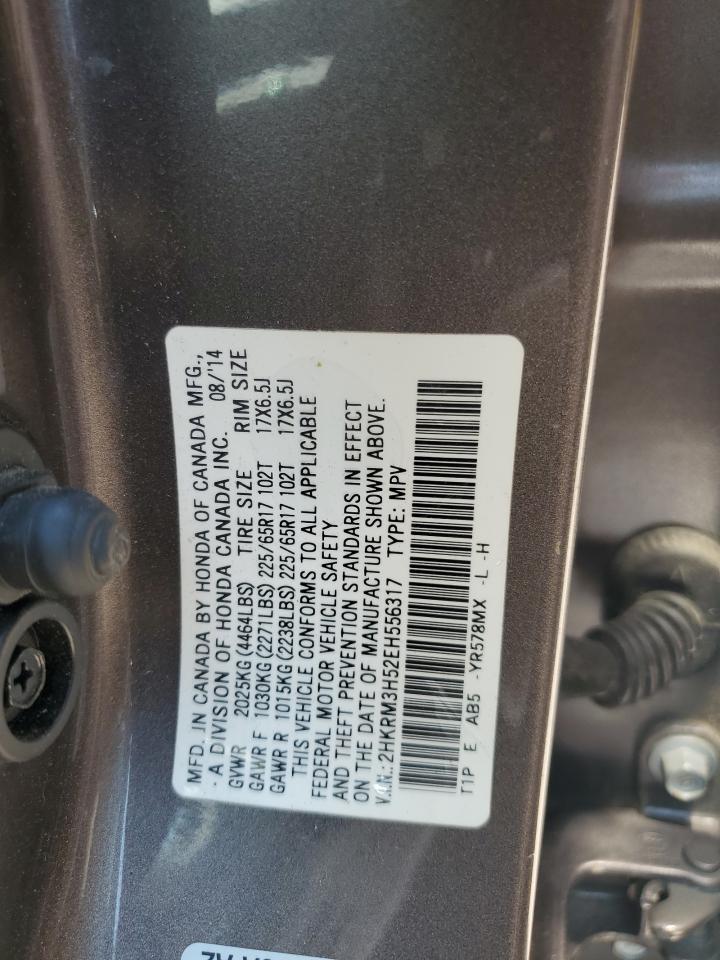 MFD. IN CANADA BY HONDA OF CANADA MFG.,
A DIVISION OF HONDA CANADA INC. 08/'14
GVWR 2025KG (4464LBS) TIRE SIZE RIM SIZE
GAWR F 1030KG (2271LBS) 225/65R17 102T 17X6.5J
GAWR R 1015KG (2238LBS) 225/65R17 102T 17X6.5J
THIS VEHICLE CONFORMS TO ALL APPLICABLE
FEDERAL MOTOR VEHICLE SAFETY
AND THEFT PREVENTION STANDARDS IN EFFECT
ON THE DATE OF MANUFACTURE SHOWN ABOVE.
V.I.N.:2HKRM3H52EH556317 TYPE: MPV
T1P E AB5 -YR578MX -L -H